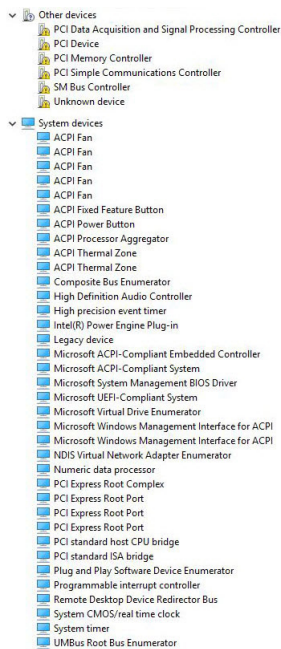 Other devices
PCI Data Acquisition and Signal Processing Controller
PCI Device
PCI Memory Controller
PCI Simple Communications Controller
SM Bus Controller
Unknown device
System devices
ACPI Fan
ACPI Fan
ACPI Fan
ACPI Fan
ACPI Fan
ACPI Fixed Feature Button
ACPI Power Button
ACPI Processor Aggregator
ACPI Thermal Zone
ACPI Thermal Zone
Composite Bus Enumerator
High Definition Audio Controller
High precision event timer
Intel(R) Power Engine Plug-in
Legacy device
Microsoft ACPI-Compliant Embedded Controller
Microsoft ACPI-Compliant System
Microsoft System Management BIOS Driver
Microsoft UEFI-Compliant System
Microsoft Virtual Drive Enumerator
Microsoft Windows Management Interface for ACPI
Microsoft Windows Management Interface for ACPI
NDIS Virtual Network Adapter Enumerator
Numeric data processor
PCI Express Root Complex
PCI Express Root Port
PCI Express Root Port
PCI Express Root Port
PCI standard host CPU bridge
PCI standard ISA bridge
Plug and Play Software Device Enumerator
Programmable interrupt controller
Remote Desktop Device Redirector Bus
System CMOS/real time clock
System timer
UMBus Root Bus Enumerator